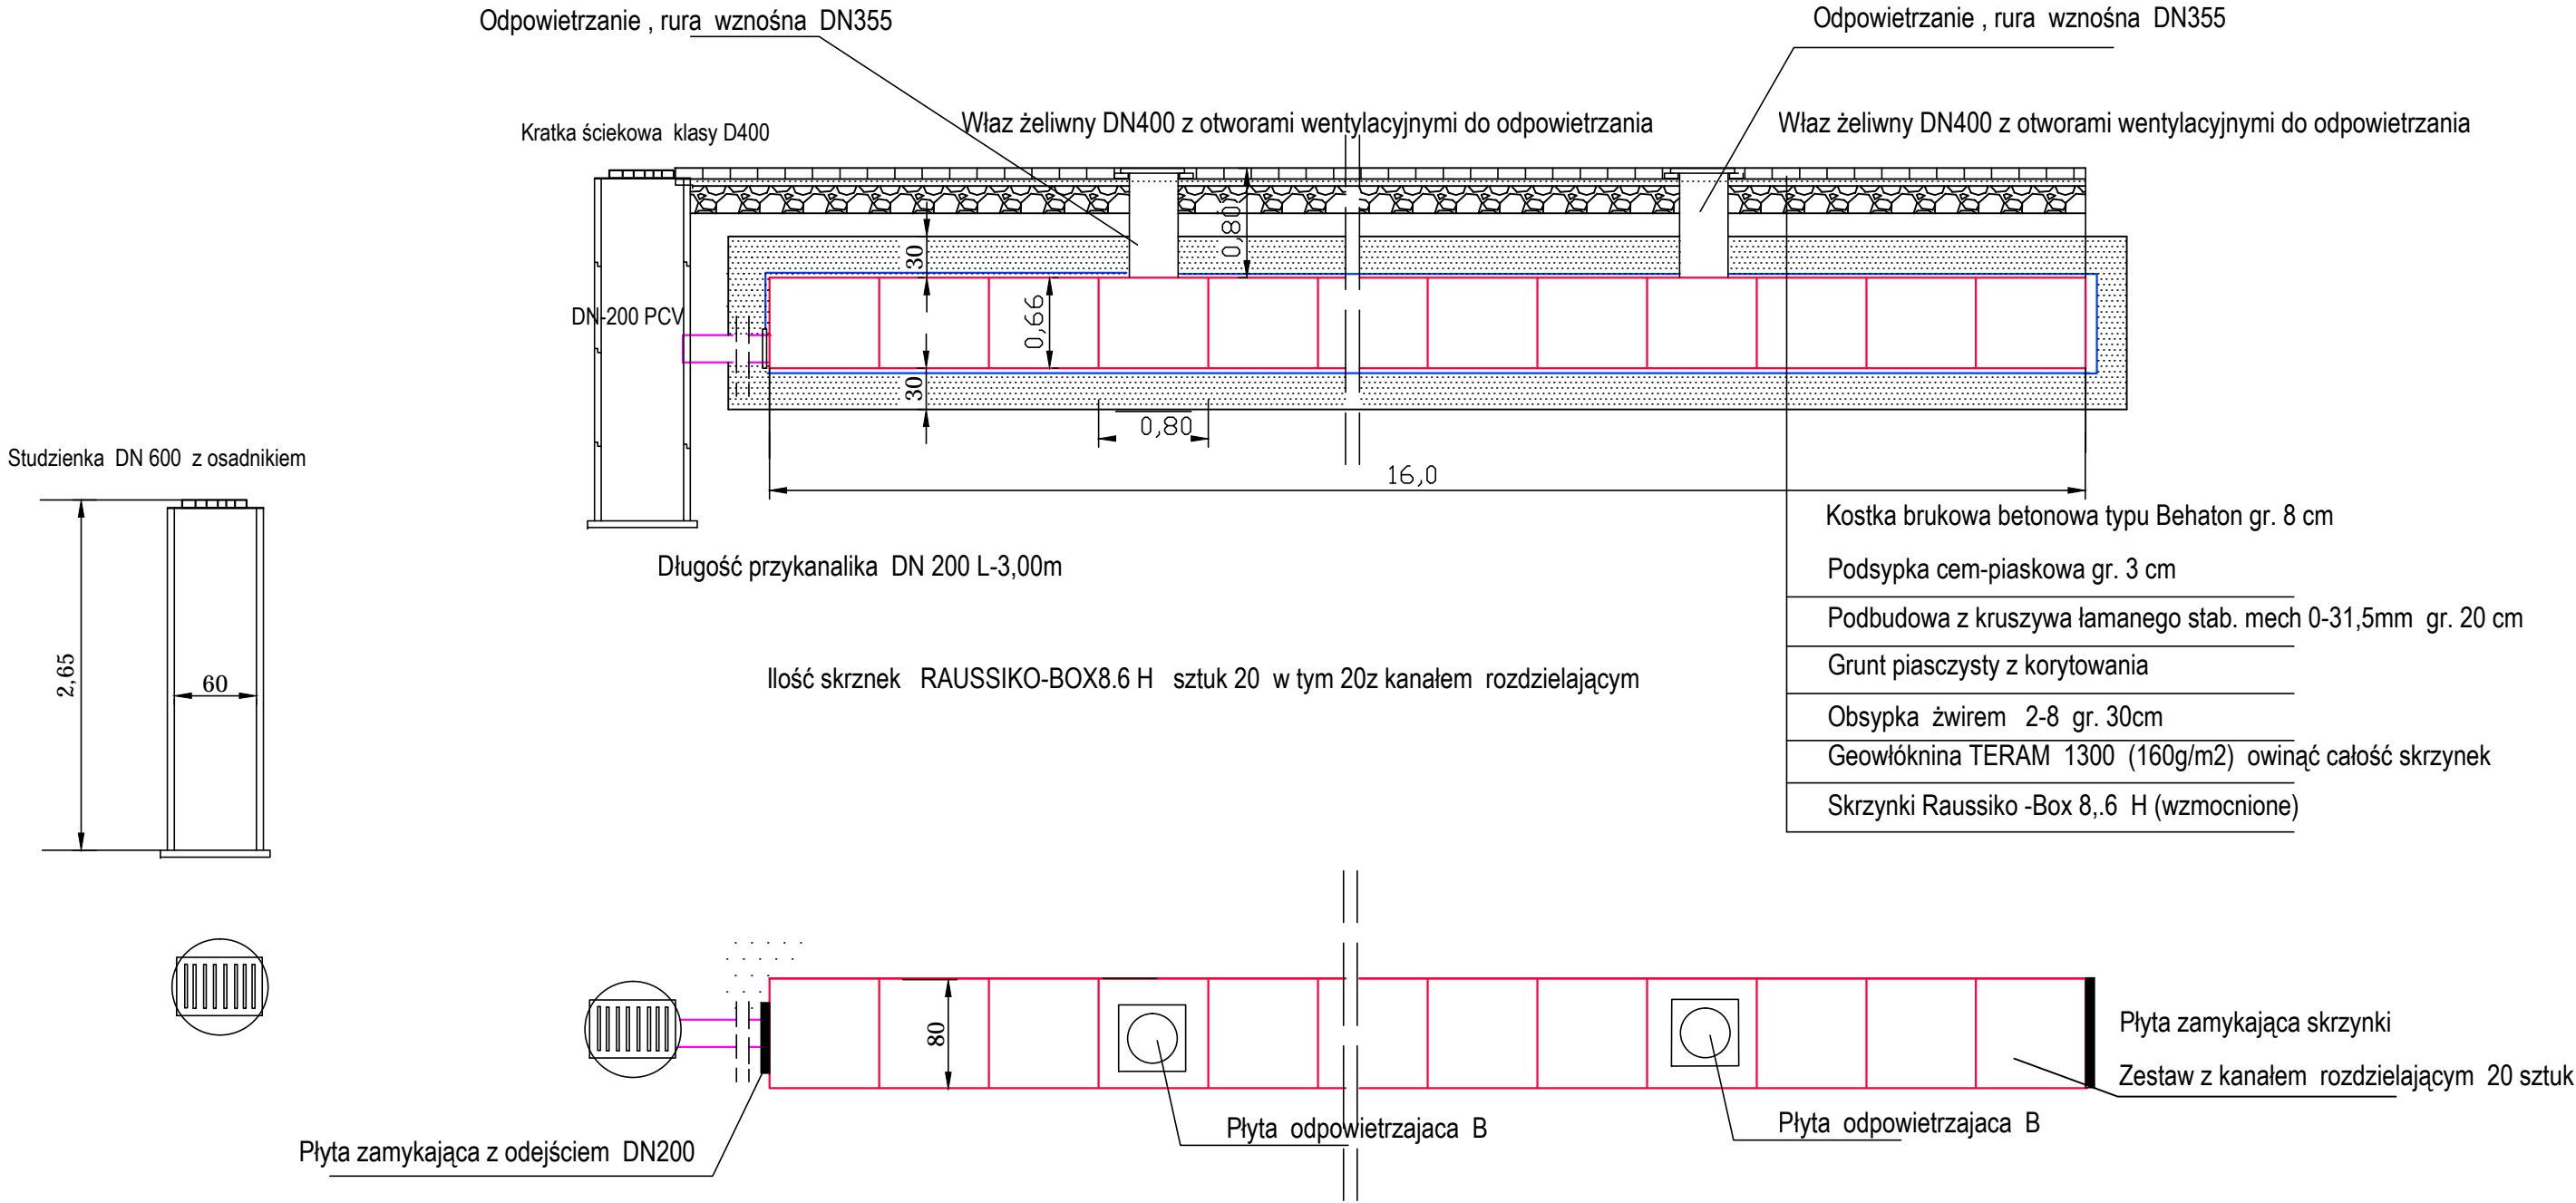 Odpowietrzanie , rura wznośna DN355
Odpowietrzanie , rura wznośna DN355
Kratka ściekowa klasy D400
Właz żeliwny DN400 z otworami wentylacyjnymi do odpowietrzania
Właz żeliwny DN400 z otworami wentylacyjnymi do odpowietrzania
0,80
30
0,66
DN-200 PCV
30
0,80
16,0
Studzienka DN 600 z osadnikiem
2,65
60
Długość przykanalika DN 200 L-3,00m
Ilość skrznek RAUSSIKO-BOX8.6 H sztuk 20 w tym 20z kanałem rozdzielającym
Kostka brukowa betonowa typu Behaton gr. 8 cm
Podsypka cem-piaskowa gr. 3 cm
Podbudowa z kruszywa łamanego stab. mech 0-31,5mm gr. 20 cm
Grunt piasczysty z korytowania
Obsypka żwirem 2-8 gr. 30cm
Geowłóknina TERAM 1300 (160g/m2) owinąć całość skrzynek
Skrzynki Raussiko -Box 8,.6 H (wzmocnione)
80
Płyta zamykająca skrzynki
Zestaw z kanałem rozdzielającym 20 sztuk
Płyta odpowietrzajaca B
Płyta odpowietrzajaca B
Płyta zamykająca z odejściem DN200